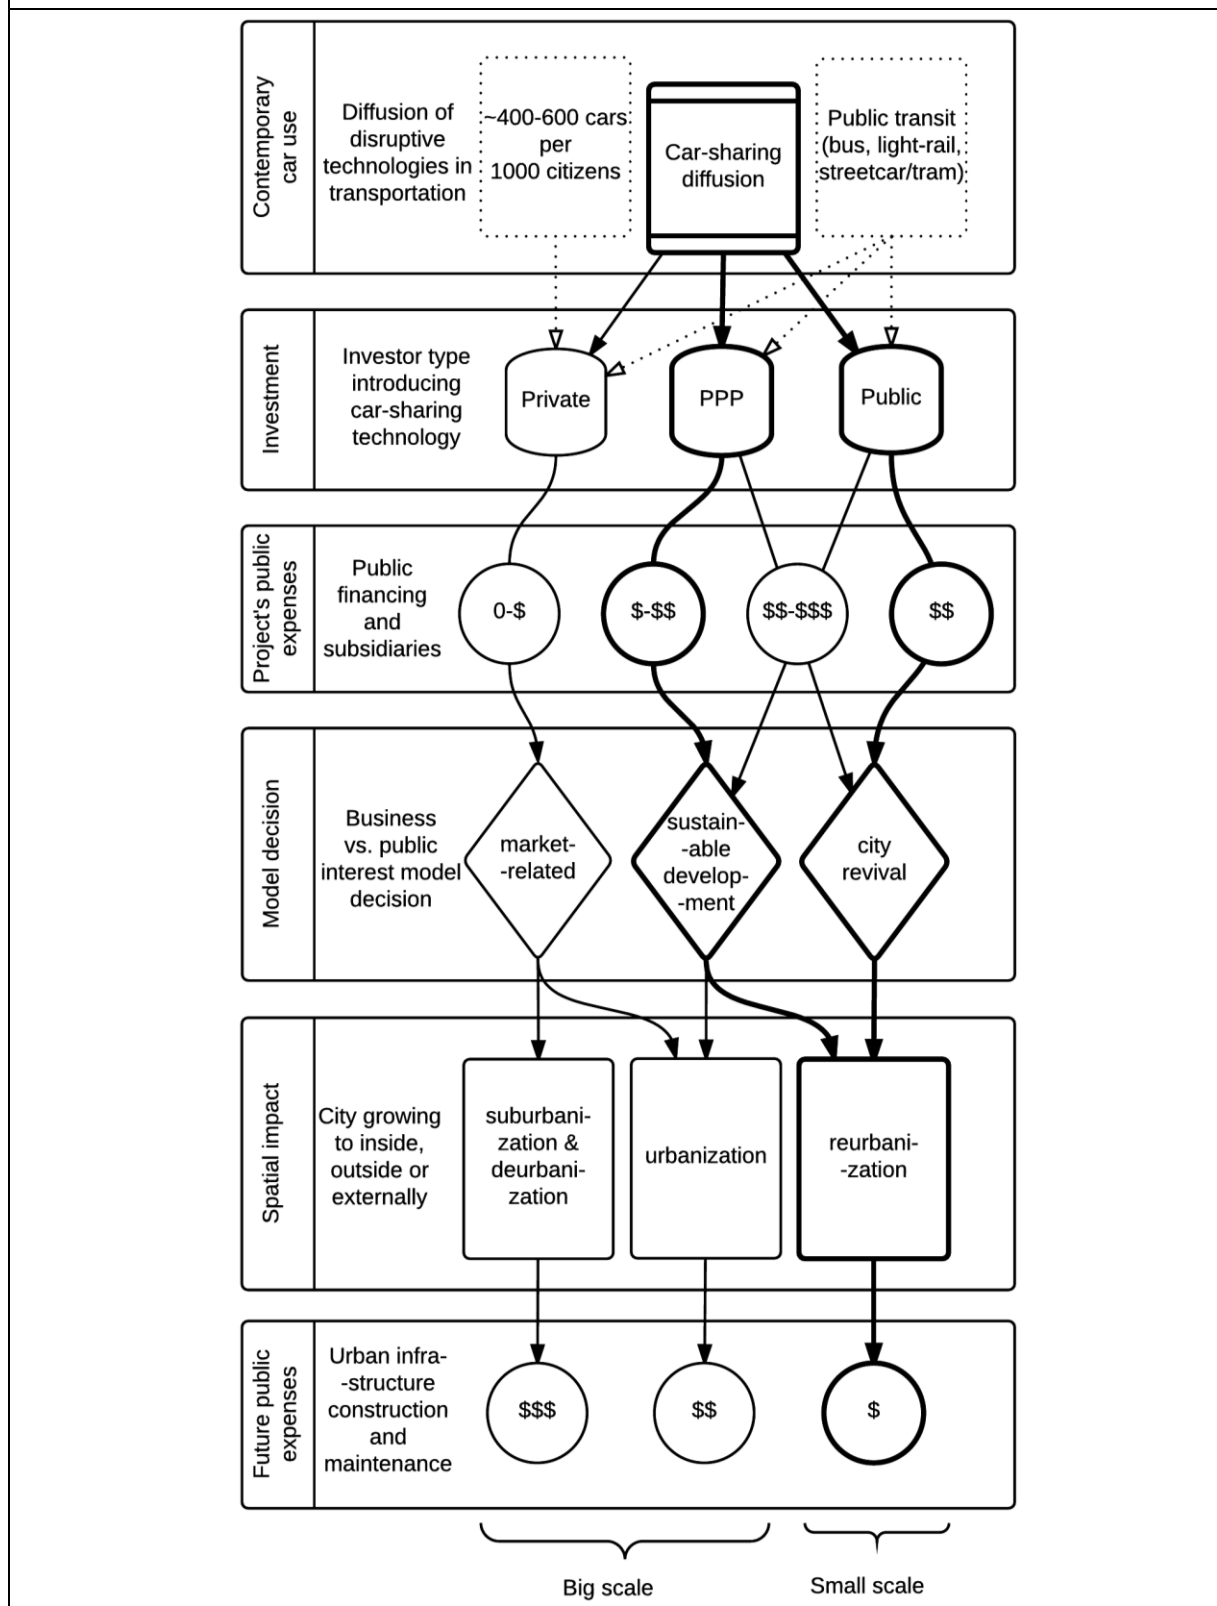 Contemporary
car use
Diffusion of
disruptive
technologies in
transportation
~400-600 cars
per
1000 citizens
Car-sharing
diffusion
Public transit
(bus, light-rail,
streetcar/tram)
Investment
Investor type
introducing
car-sharing
technology
Private
PPP
Public
Project's public
expenses
Public
financing
and
subsidiaries
0-$
$-$$
$$-$$$
$$
Model decision
Business
vs. public
interest model
decision
market-
-related
sustain-
-able
develop-
-ment
city
revival
Spatial impact
City growing
to inside,
outside or
externally
suburbani-
zation &
deurbani-
zation
urbanization
reurbani-
-zation
Future public
expenses
Urban infra-
-structure
construction
and
maintenance
$$$
$$
$
Big scale
Small scale